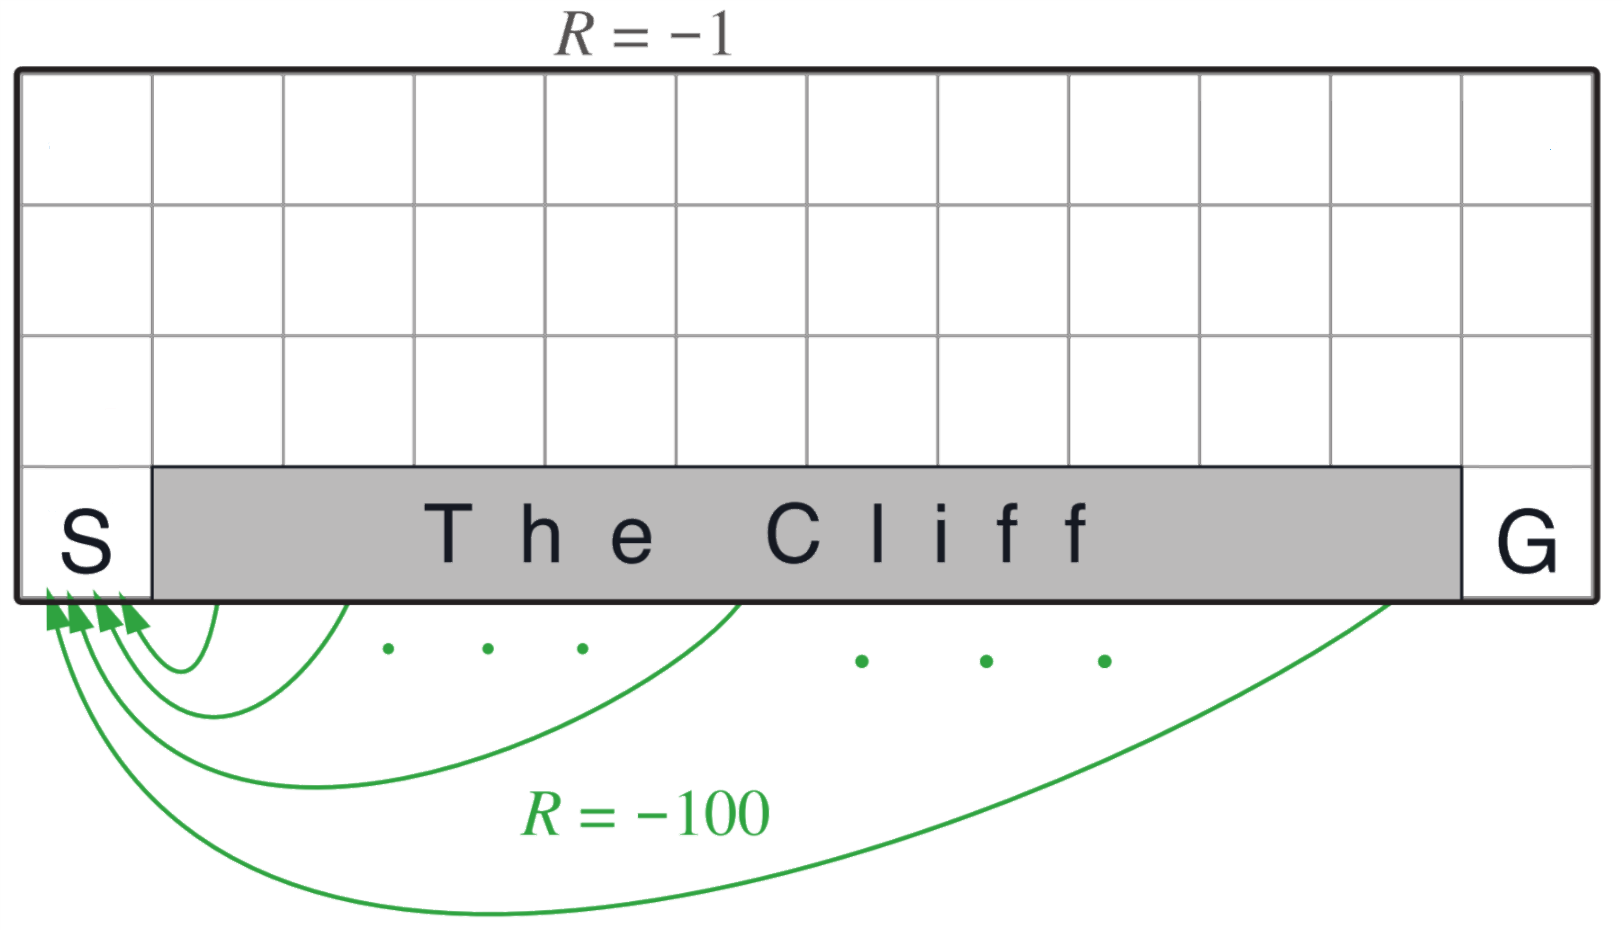 R = −1
S The Cliff G
R = −100